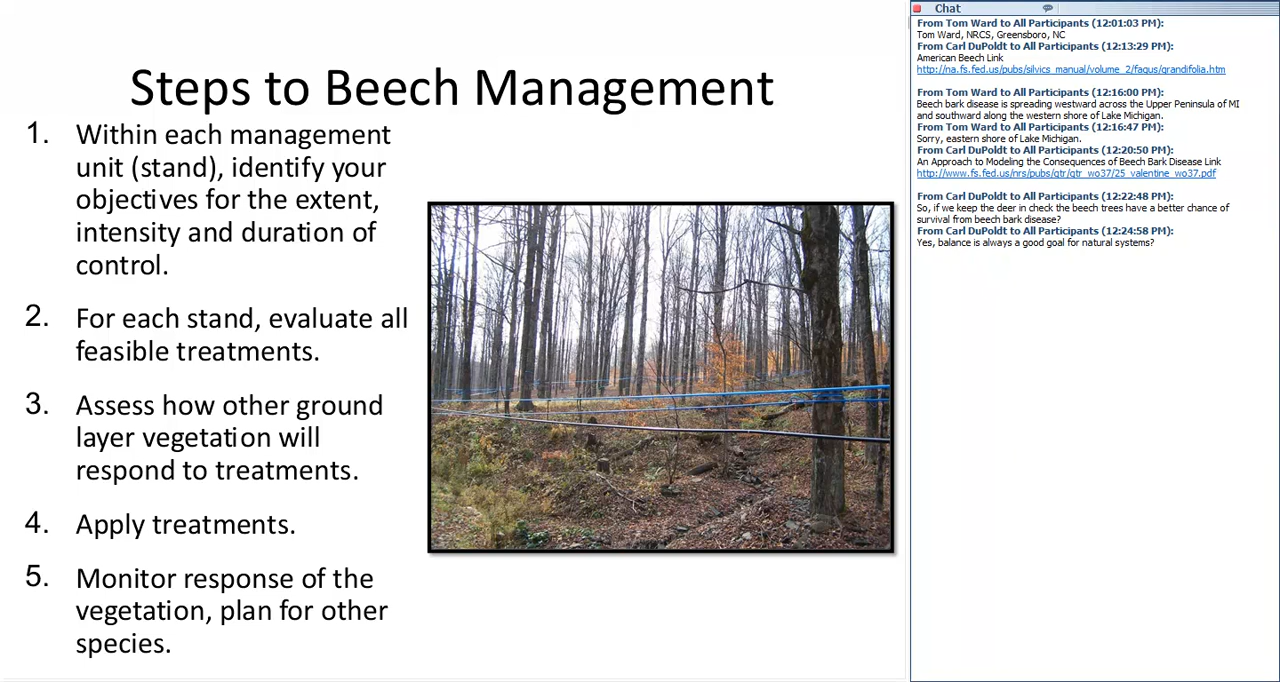 Steps to Beech Management
1. Within each management
unit (stand), identify your
objectives for the extent,
intensity and duration of
control.
2. For each stand, evaluate all
feasible treatments.
3. Assess how other ground
layer vegetation will
respond to treatments.
4. Apply treatments.
5. Monitor response of the
vegetation, plan for other
species.
Chat
From Tom Ward to All Participants (12:01:03 PM):
Tom Ward, NRCS, Greensboro, NC
From Carl DuPoldt to All Participants (12:13:29 PM):
American Beech Link
http://na.fs.fed.us/pubs/silvics_manual/volume_2/fagus/grandifolia.htm
From Tom Ward to All Participants (12:16:00 PM):
Beech bark disease is spreading westward across the Upper Peninsula of MI
and southward along the western shore of Lake Michigan.
From Tom Ward to All Participants (12:16:47 PM):
Sorry, eastern shore of Lake Michigan.
From Carl DuPoldt to All Participants (12:20:50 PM):
An Approach to Modeling the Consequences of Beech Bark Disease Link
http://www.fs.fed.us/nrs/pubs/gtr/gtr_wo37/25_valentine_wo37.pdf
From Carl DuPoldt to All Participants (12:22:48 PM):
So, if we keep the deer in check the beech trees have a better chance of
survival from beech bark disease?
From Carl DuPoldt to All Participants (12:24:58 PM):
Yes, balance is always a good goal for natural systems?